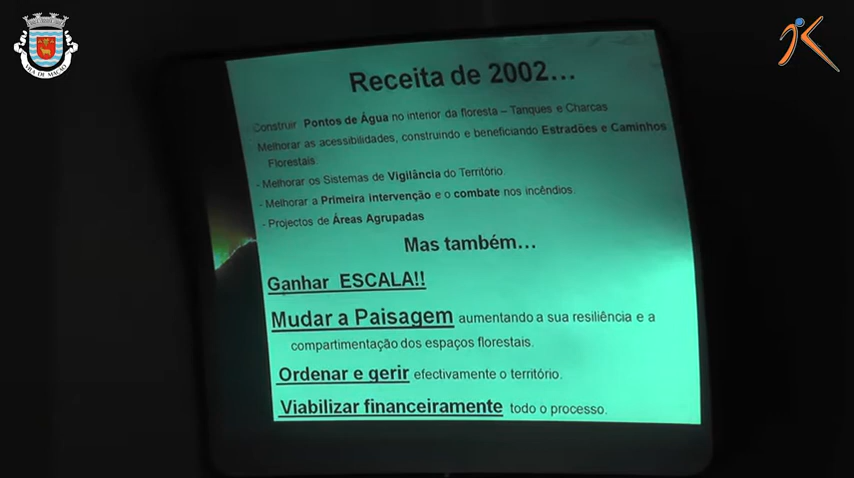 VILA DE MAÇÃO
Receita de 2002...
Construir Pontos de Água no interior da floresta – Tanques e Charcas
Melhorar as acessibilidades, construindo e beneficiando Estradões e Caminhos
Florestais.
- Melhorar os Sistemas de Vigilância do Território.
- Melhorar a Primeira intervenção e o combate nos incêndios.
- Projectos de Áreas Agrupadas
Mas também...
Ganhar ESCALA!!
Mudar a Paisagem aumentando a sua resiliência e a
compartimentação dos espaços florestais.
Ordenar e gerir efectivamente o território.
Viabilizar financeiramente todo o processo.